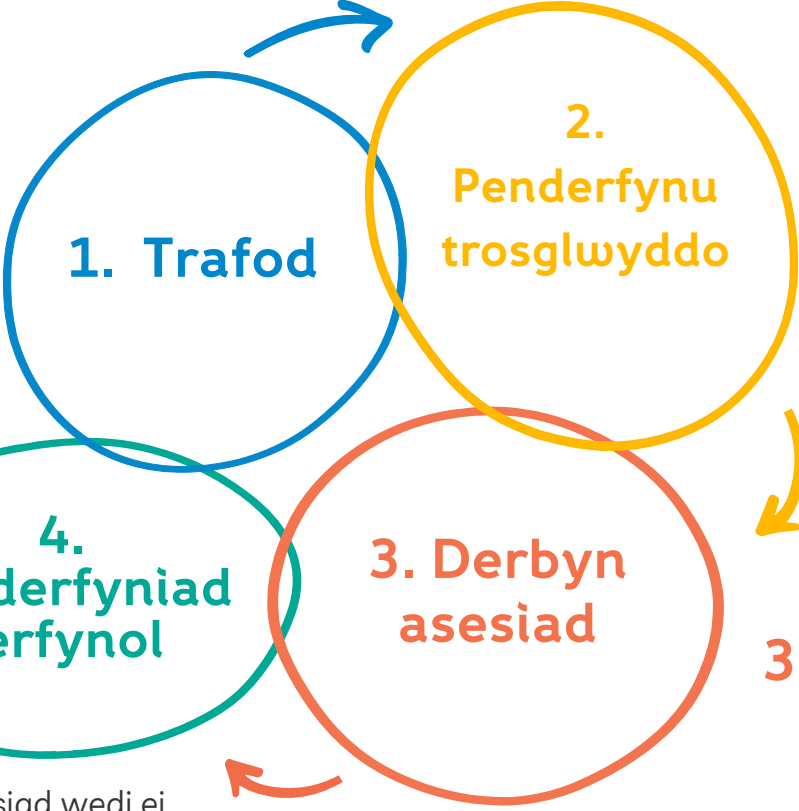 1. Trafod
2.
Penderfynu
trosglwyddo
3. Derbyn
asesiad
3
4.
derfyniad
erfynol
siad wedi ei